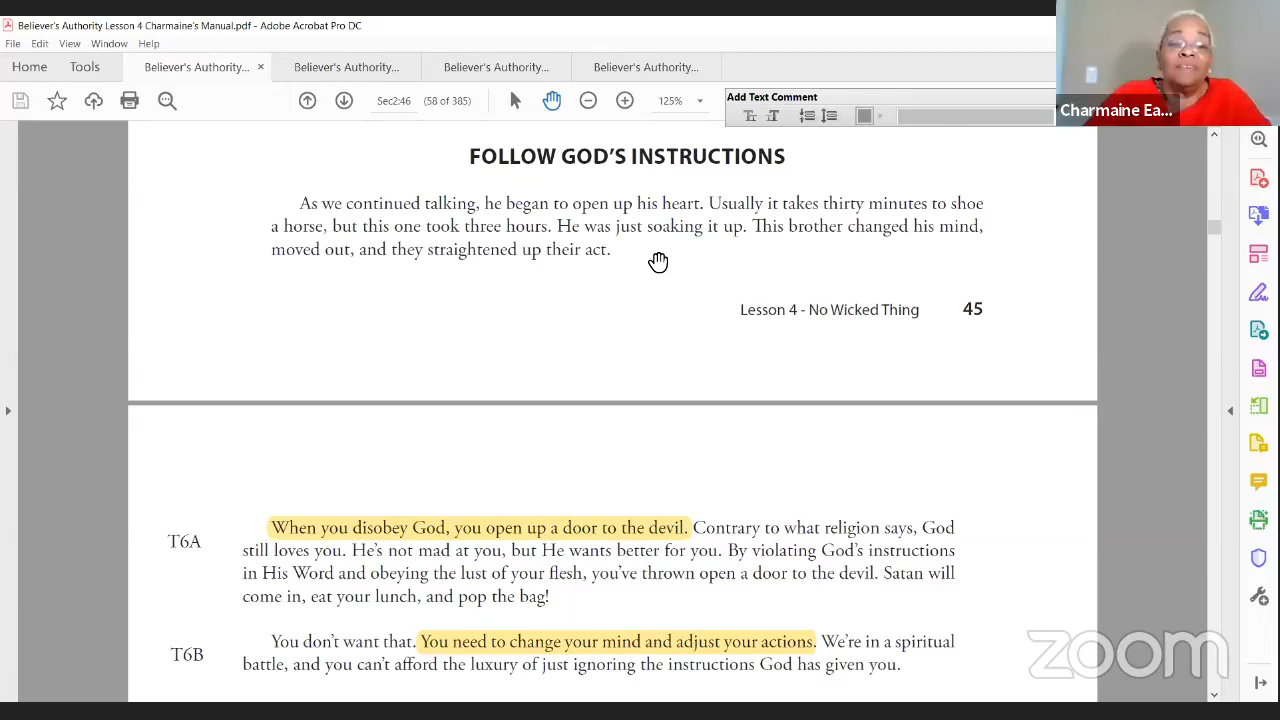 Believer's Authority Lesson 4 Charmaine's Manual.pdf - Adobe Acrobat Pro DC
File Edit View Window Help
Home Tools Believer's Authority... × Believer's Authority... Believer's Authority... Believer's Authority...
Sec2:46 (58 of 385) 125%
Add Text Comment
Charmaine Ea...
FOLLOW GOD'S INSTRUCTIONS
As we continued talking, he began to open up his heart. Usually it takes thirty minutes to shoe
a horse, but this one took three hours. He was just soaking it up. This brother changed his mind,
moved out, and they straightened up their act.
Lesson 4 - No Wicked Thing 45
When you disobey God, you open up a door to the devil. Contrary to what religion says, God
T6A
still loves you. He's not mad at you, but He wants better for you. By violating God's instructions
in His Word and obeying the lust of your flesh, you've thrown open a door to the devil. Satan will
come in, eat your lunch, and pop the bag!
You don't want that. You need to change your mind and adjust your actions. We're in a spiritual
T6B
battle, and you can't afford the luxury of just ignoring the instructions God has given you.
zoom